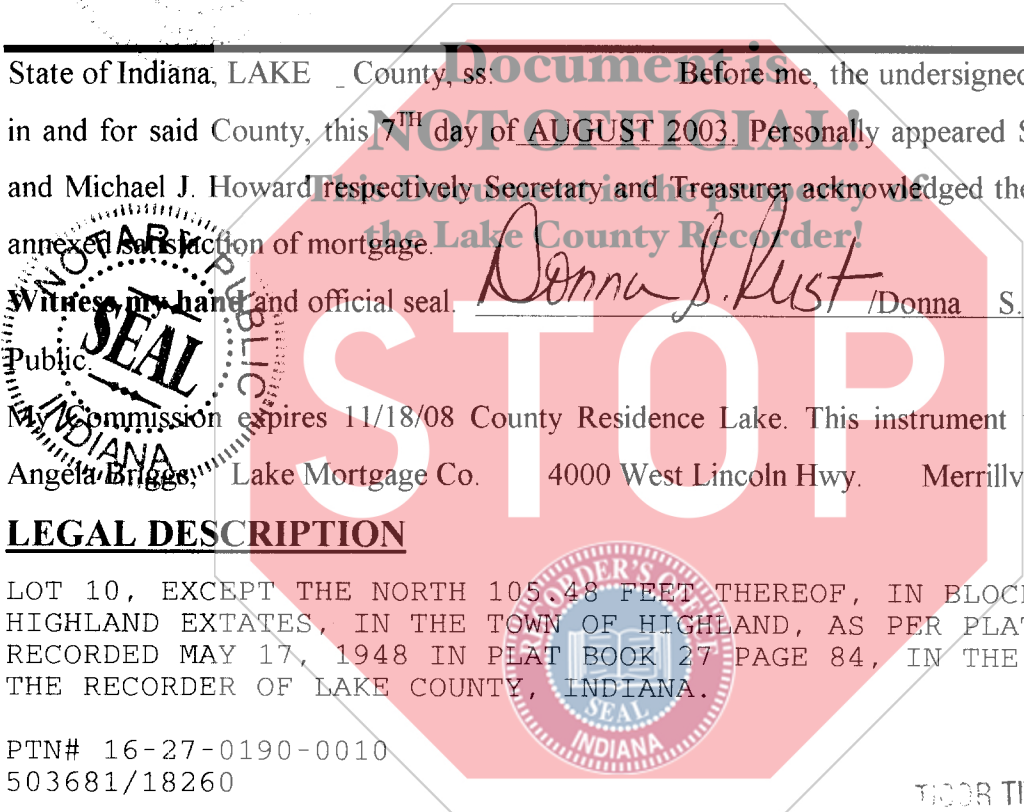 State of Indiana, LAKE _ County, ss: Before me, the undersigned
in and for said County, this 7TH day of AUGUST 2003. Personally appeared S
and Michael J. Howard respectively Secretary and Treasurer acknowledged the
annexed satisfaction of mortgage.
Witness my hand and official seal. Donna S. Rust /Donna S.
Public.
My Commission expires 11/18/08 County Residence Lake. This instrument
Angela Briggs, Lake Mortgage Co. 4000 West Lincoln Hwy. Merrillv
LEGAL DESCRIPTION
LOT 10, EXCEPT THE NORTH 105.48 FEET THEREOF, IN BLOC
HIGHLAND EXTATES, IN THE TOWN OF HIGHLAND, AS PER PLAT
RECORDED MAY 17, 1948 IN PLAT BOOK 27 PAGE 84, IN THE
THE RECORDER OF LAKE COUNTY, INDIANA.
PTN# 16-27-0190-0010
503681/18260
Document is
NOT OFFICIAL!
This Document is the property of
the Lake County Recorder!
STOP
NOTARY PUBLIC
SEAL
INDIANA
RECORDER'S OFFICE
SEAL
INDIANA